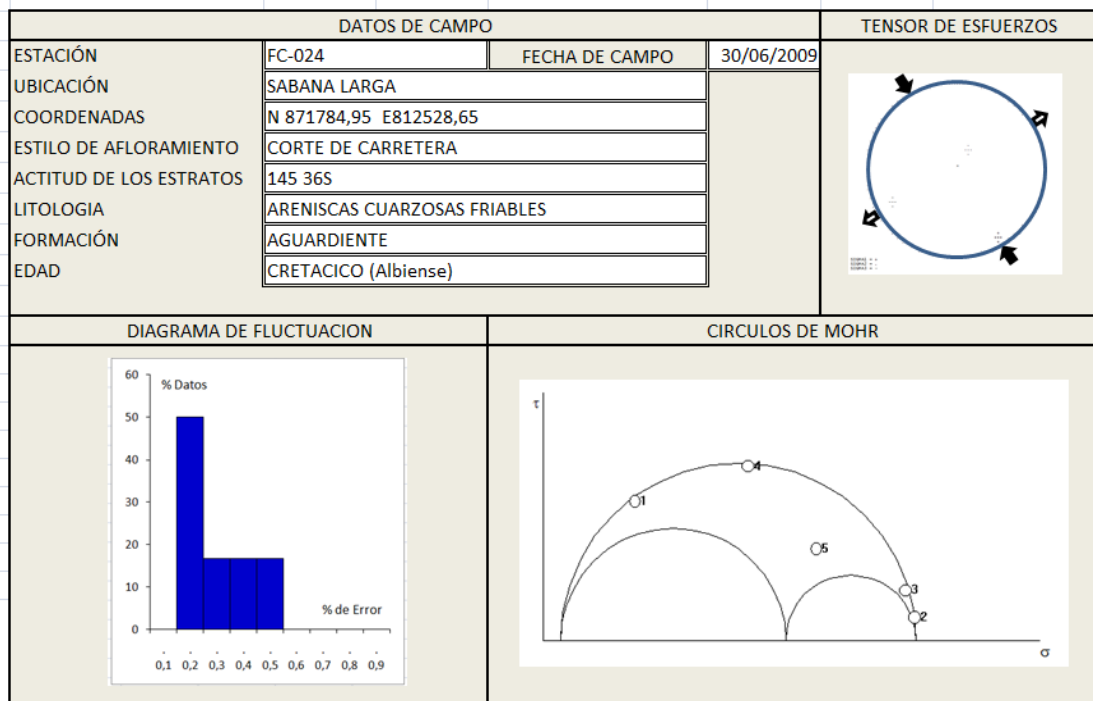 DATOS DE CAMPO
TENSOR DE ESFUERZOS
ESTACIÓN FC-024 FECHA DE CAMPO 30/06/2009
UBICACIÓN SABANA LARGA
COORDENADAS N 871784,95 E812528,65
ESTILO DE AFLORAMIENTO CORTE DE CARRETERA
ACTITUD DE LOS ESTRATOS 145 36S
LITOLOGIA ARENISCAS CUARZOSAS FRIABLES
FORMACIÓN AGUARDIENTE
EDAD CRETACICO (Albiense)
DIAGRAMA DE FLUCTUACION
CIRCULOS DE MOHR
% Datos
60
50
40
30
20
10
0
% de Error
0,1 0,2 0,3 0,4 0,5 0,6 0,7 0,8 0,9
τ
4
1
5
3
2
σ